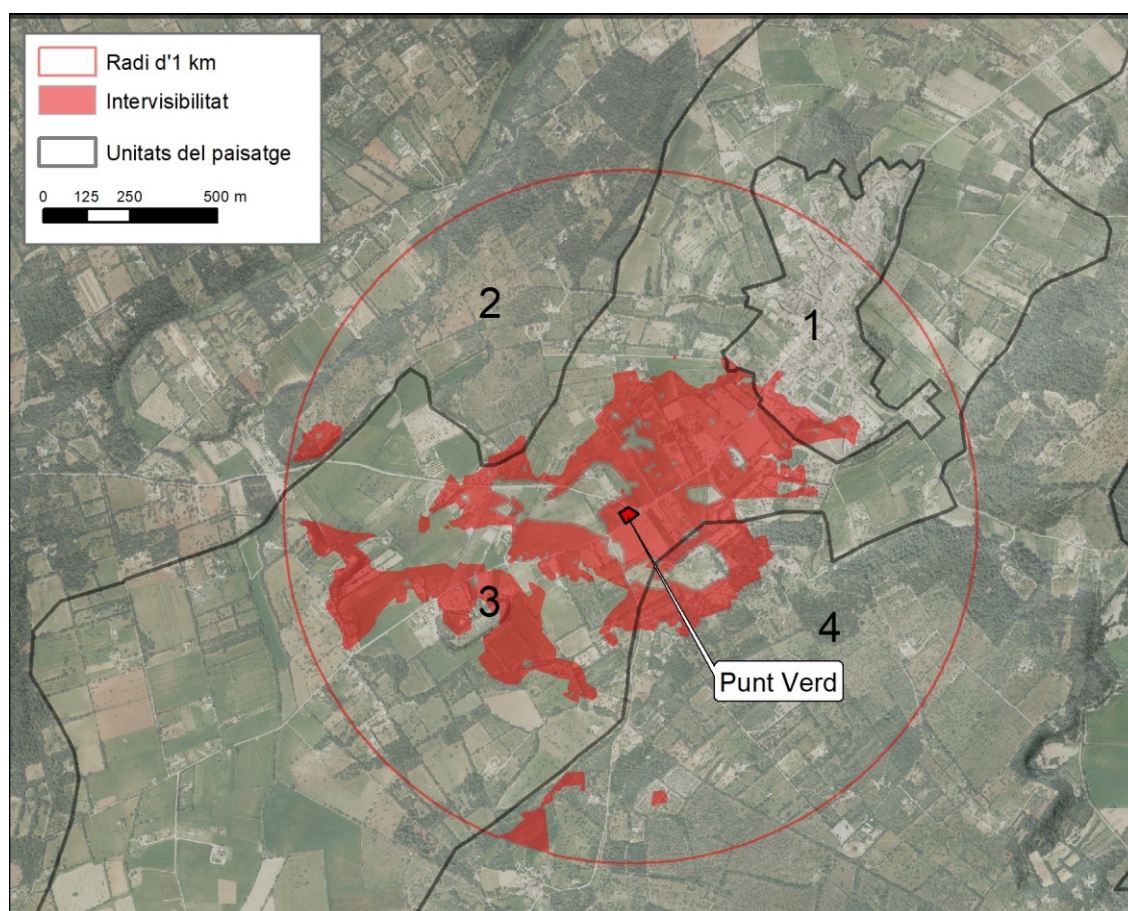 Radi d'1 km
Intervisibilitat
Unitats del paisatge
0 125 250 500 m
1
2
3
4
Punt Verd